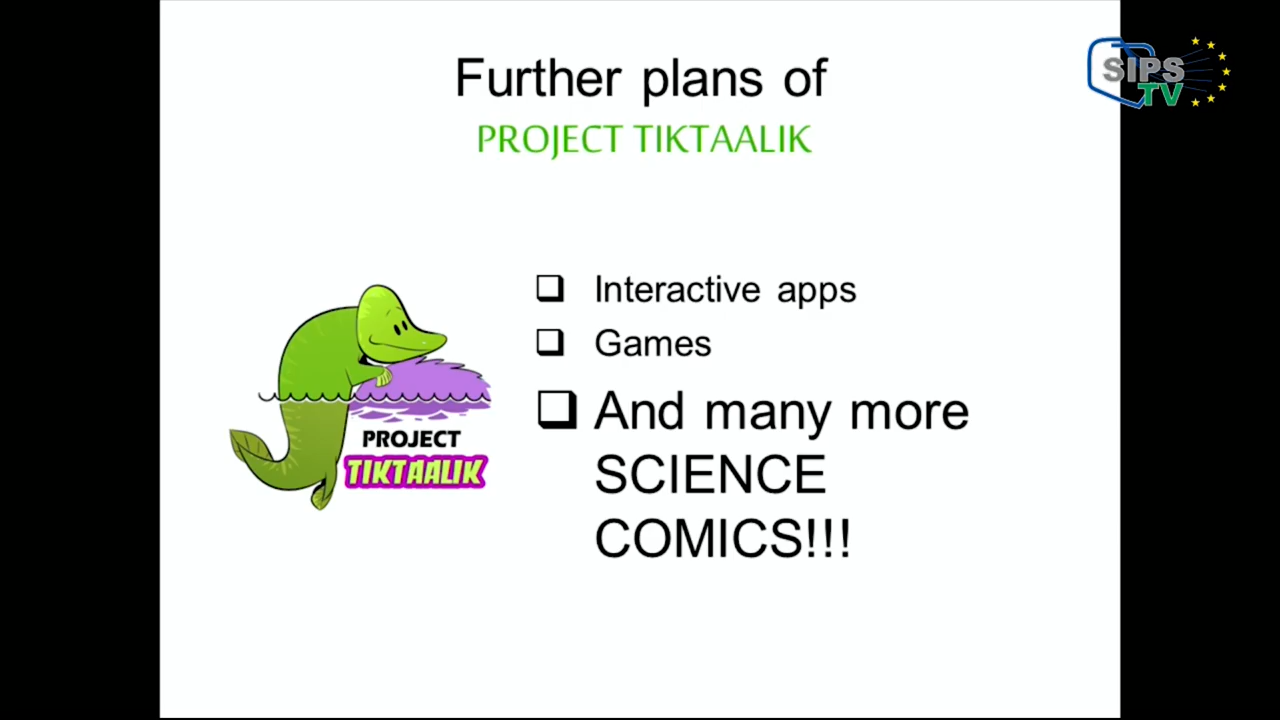 Further plans of
PROJECT TIKTAALIK
SIPS
TV
Interactive apps
Games
And many more
SCIENCE
COMICS!!!
PROJECT
TIKTAALIK